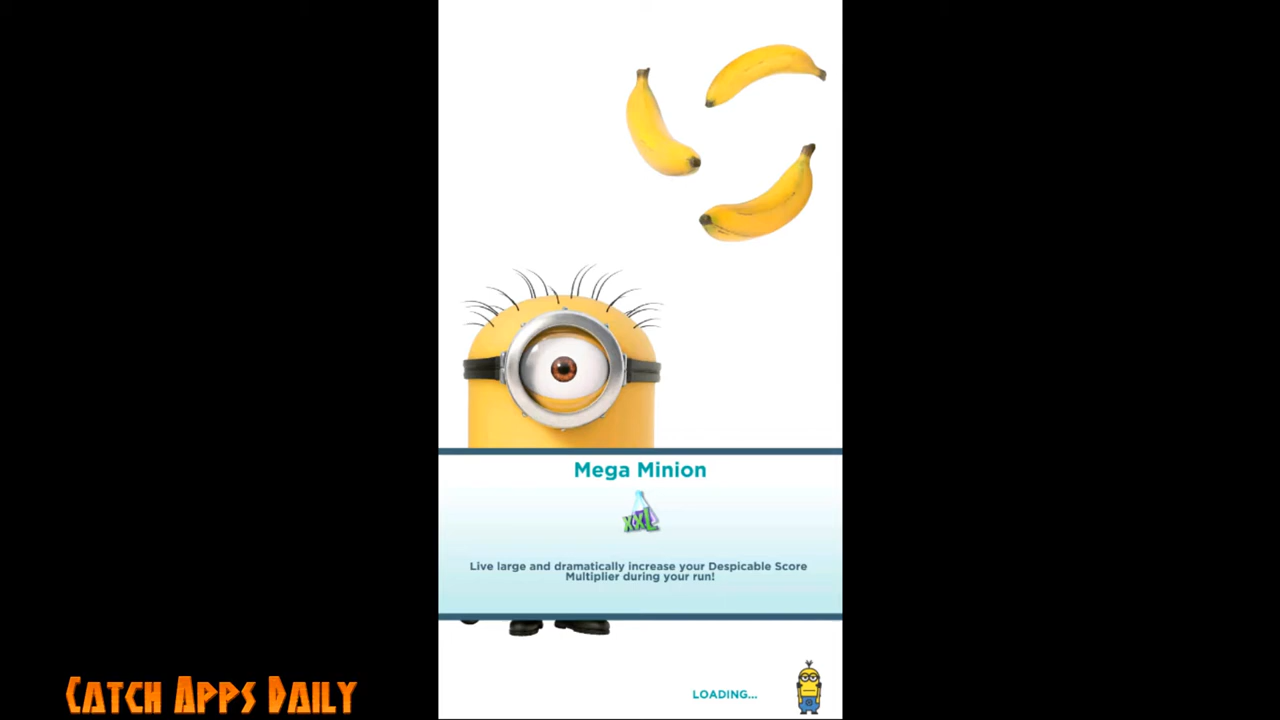 Mega Minion
XXL
Live large and dramatically increase your Despicable Score
Multiplier during your run!
LOADING...
Catch Apps Daily